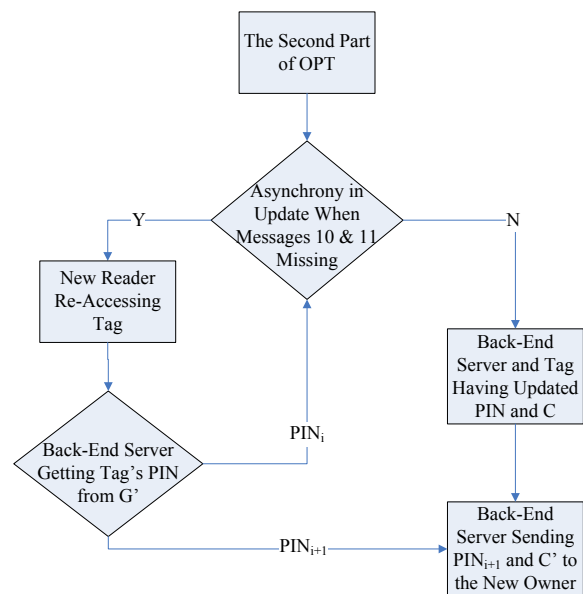 The Second Part
of OPT
Asynchrony in
Update When
Messages 10 & 11
Missing
Y
N
New Reader
Re-Accessing
Tag
Back-End
Server and Tag
Having Updated
PIN and C
PINi
Back-End Server
Getting Tag's PIN
from G'
Back-End
Server Sending
PINi+1 and C' to
the New Owner
PINi+1